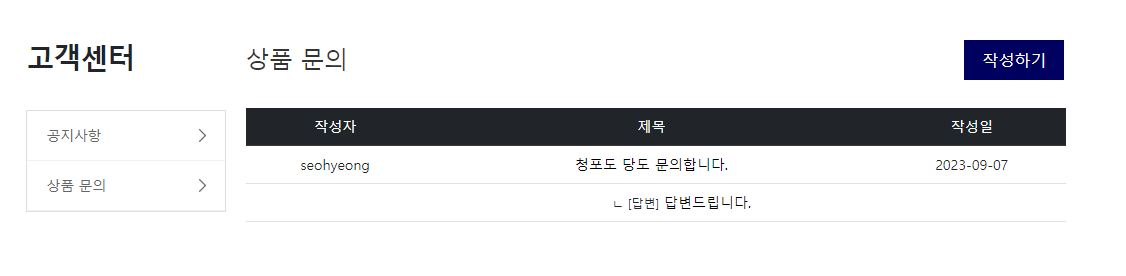 고객센터
공지사항
상품 문의
상품 문의
작성하기
작성자 제목 작성일
seohyeong 청포도 당도 문의합니다. 2023-09-07
ㄴ [답변] 답변드립니다.